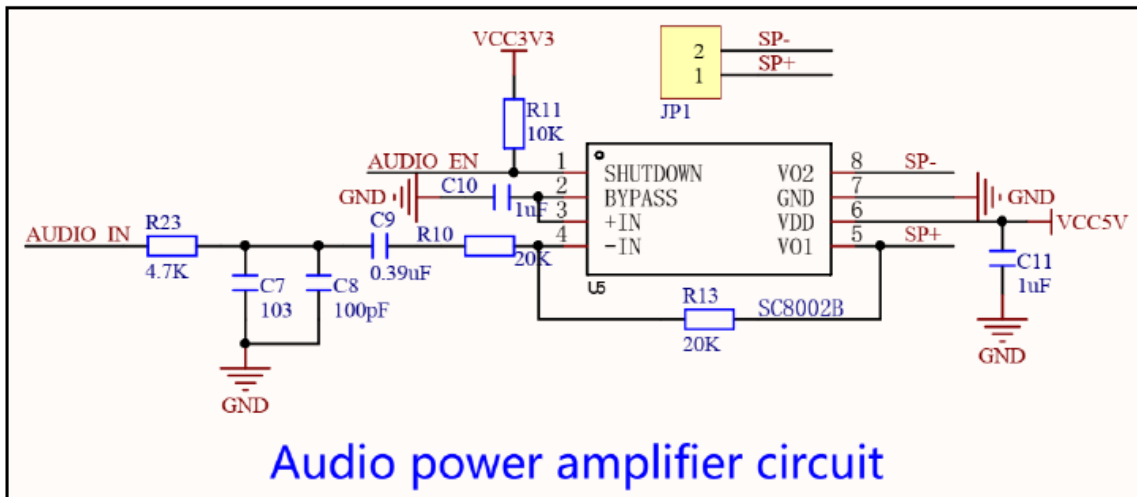 VCC3V3
SP-
2
SP+
1
JP1
R11
10K
AUDIO_EN
1
SHUTDOWN
VO2
8
SP-
C10
GND
1uF
2
BYPASS
GND
7
GND
3
+IN
VDD
6
VCC5V
AUDIO_IN
R23
4.7K
C9
0.39uF
R10
20K
4
-IN
VO1
5
SP+
C7
103
C8
100pF
U5
R13
20K
SC8002B
C11
1uF
GND
GND
Audio power amplifier circuit